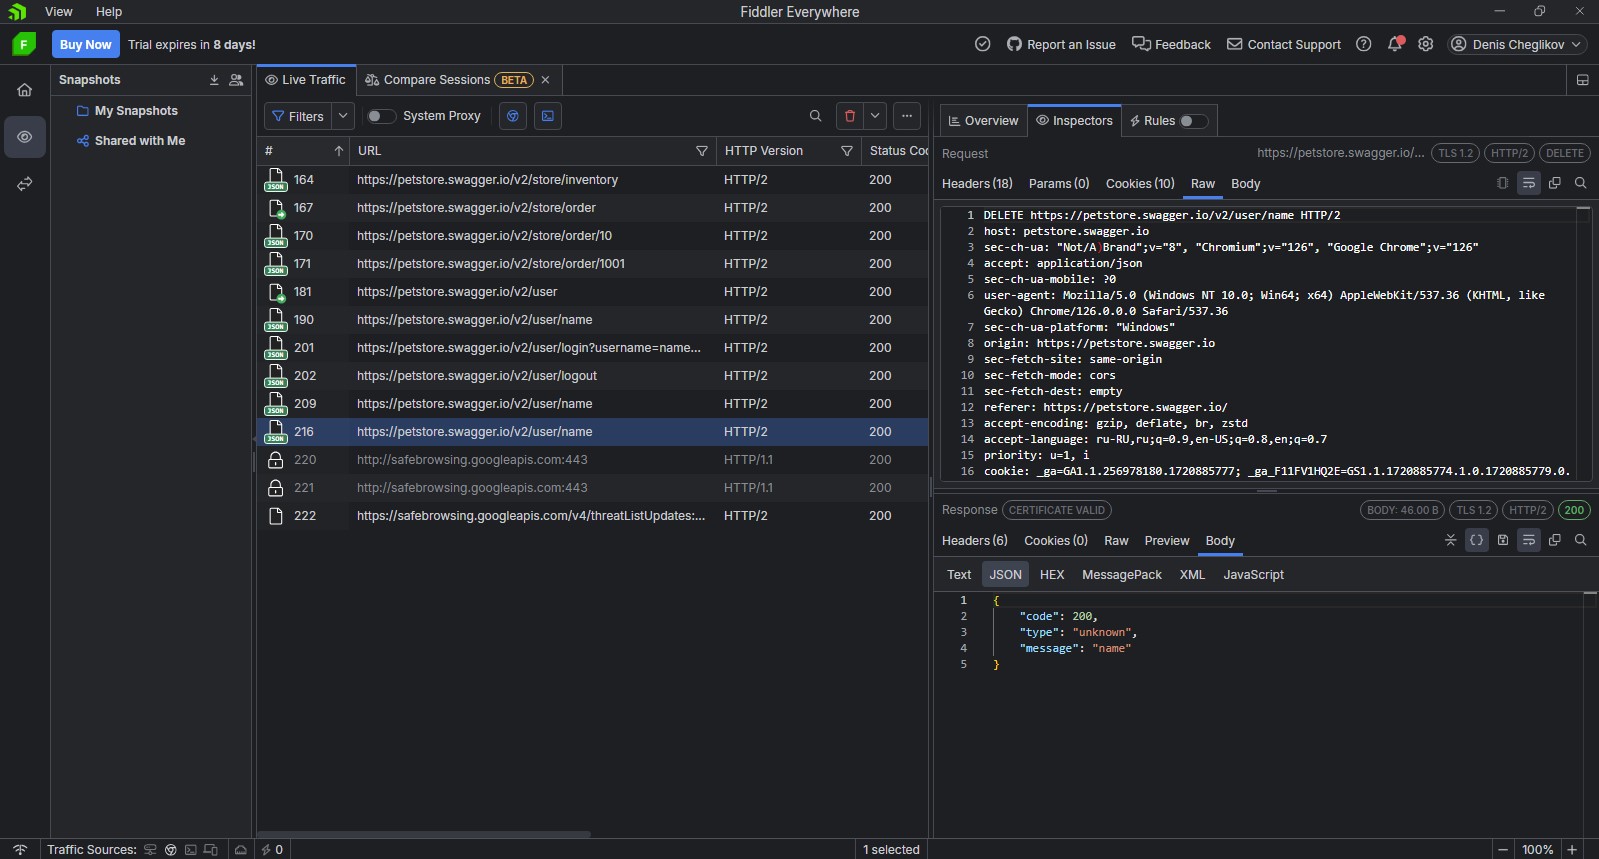 View Help Fiddler Everywhere
F Buy Now Trial expires in 8 days! Report an Issue Feedback Contact Support Denis Cheglikov
Snapshots
My Snapshots
Shared with Me
Live Traffic Compare Sessions BETA
Filters System Proxy
# URL HTTP Version Status Co
JSON 164 https://petstore.swagger.io/v2/store/inventory HTTP/2 200
167 https://petstore.swagger.io/v2/store/order HTTP/2 200
JSON 170 https://petstore.swagger.io/v2/store/order/10 HTTP/2 200
JSON 171 https://petstore.swagger.io/v2/store/order/1001 HTTP/2 200
181 https://petstore.swagger.io/v2/user HTTP/2 200
JSON 190 https://petstore.swagger.io/v2/user/name HTTP/2 200
JSON 201 https://petstore.swagger.io/v2/user/login?username=name... HTTP/2 200
JSON 202 https://petstore.swagger.io/v2/user/logout HTTP/2 200
JSON 209 https://petstore.swagger.io/v2/user/name HTTP/2 200
JSON 216 https://petstore.swagger.io/v2/user/name HTTP/2 200
220 http://safebrowsing.googleapis.com:443 HTTP/1.1 200
221 http://safebrowsing.googleapis.com:443 HTTP/1.1 200
222 https://safebrowsing.googleapis.com/v4/threatListUpdates:... HTTP/2 200
Overview Inspectors Rules
Request https://petstore.swagger.io/... TLS 1.2 HTTP/2 DELETE
Headers (18) Params (0) Cookies (10) Raw Body
1 DELETE https://petstore.swagger.io/v2/user/name HTTP/2
2 host: petstore.swagger.io
3 sec-ch-ua: "Not/A)Brand";v="8", "Chromium";v="126", "Google Chrome";v="126"
4 accept: application/json
5 sec-ch-ua-mobile: ?0
6 user-agent: Mozilla/5.0 (Windows NT 10.0; Win64; x64) AppleWebKit/537.36 (KHTML, like
Gecko) Chrome/126.0.0.0 Safari/537.36
7 sec-ch-ua-platform: "Windows"
8 origin: https://petstore.swagger.io
9 sec-fetch-site: same-origin
10 sec-fetch-mode: cors
11 sec-fetch-dest: empty
12 referer: https://petstore.swagger.io/
13 accept-encoding: gzip, deflate, br, zstd
14 accept-language: ru-RU,ru;q=0.9,en-US;q=0.8,en;q=0.7
15 priority: u=1, i
16 cookie: _ga=GA1.1.256978180.1720885777; _ga_F11FV1HQ2E=GS1.1.1720885774.1.0.1720885779.0.
Response CERTIFICATE VALID BODY: 46.00 B TLS 1.2 HTTP/2 200
Headers (6) Cookies (0) Raw Preview Body
Text JSON HEX MessagePack XML JavaScript
1 {
2 "code": 200,
3 "type": "unknown",
4 "message": "name"
5 }
Traffic Sources: 0 1 selected 100%